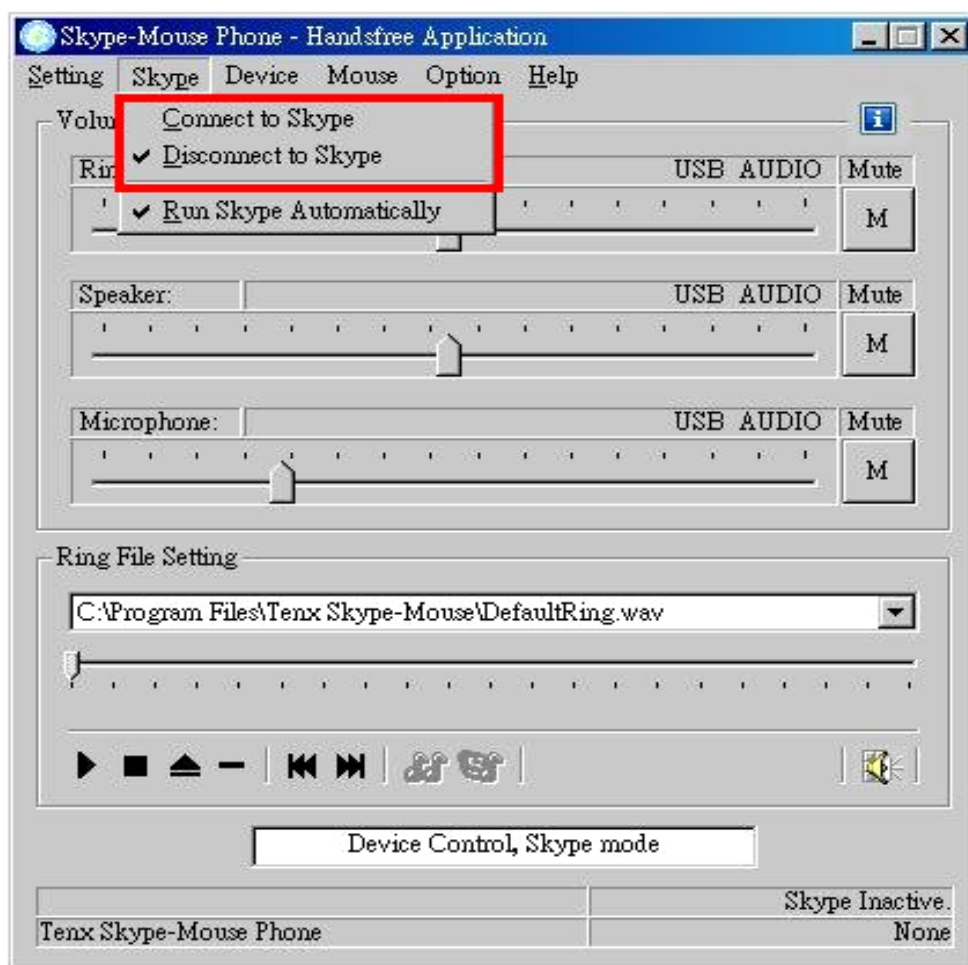 Skype-Mouse Phone - Handsfree Application
Setting Skype Device Mouse Option Help
Volu
Connect to Skype
Disconnect to Skype
Run Skype Automatically
Rin
USB AUDIO Mute
M
Speaker: USB AUDIO Mute
M
Microphone: USB AUDIO Mute
M
Ring File Setting
C:\Program Files\Tenx Skype-Mouse\DefaultRing.wav
Device Control, Skype mode
Skype Inactive.
Tenx Skype-Mouse Phone None